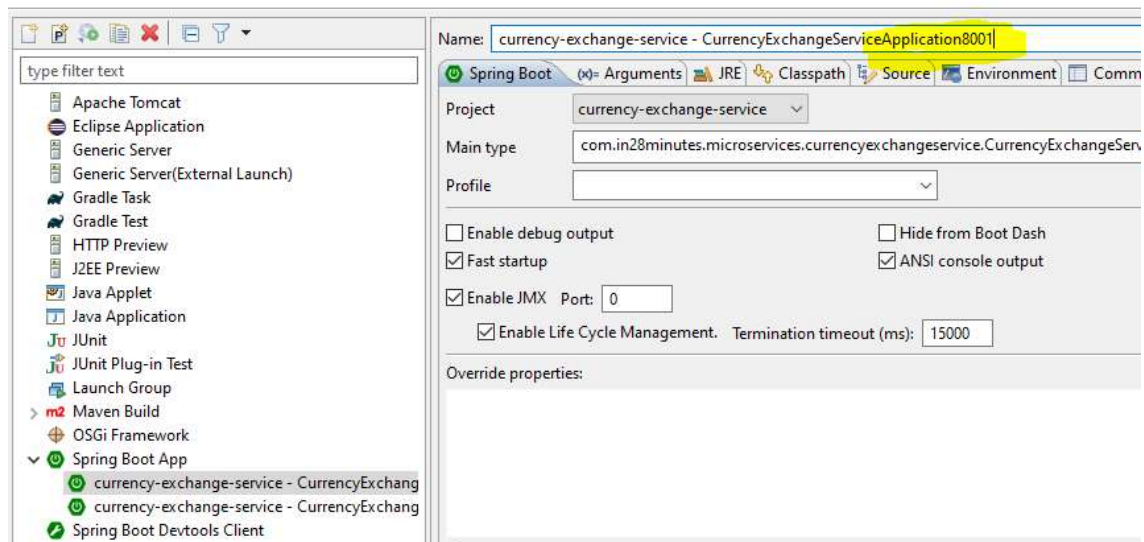 Name: currency-exchange-service - CurrencyExchangeServiceApplication8001
type filter text
Apache Tomcat
Eclipse Application
Generic Server
Generic Server(External Launch)
Gradle Task
Gradle Test
HTTP Preview
J2EE Preview
Java Applet
Java Application
JUnit
JUnit Plug-in Test
Launch Group
m2 Maven Build
OSGi Framework
Spring Boot App
currency-exchange-service - CurrencyExchang
currency-exchange-service - CurrencyExchang
Spring Boot Devtools Client
Spring Boot (x)= Arguments JRE Classpath Source Environment Comm
Project currency-exchange-service
Main type com.in28minutes.microservices.currencyexchangeservice.CurrencyExchangeServ
Profile
Enable debug output Hide from Boot Dash
Fast startup ANSI console output
Enable JMX Port: 0
Enable Life Cycle Management. Termination timeout (ms): 15000
Override properties: